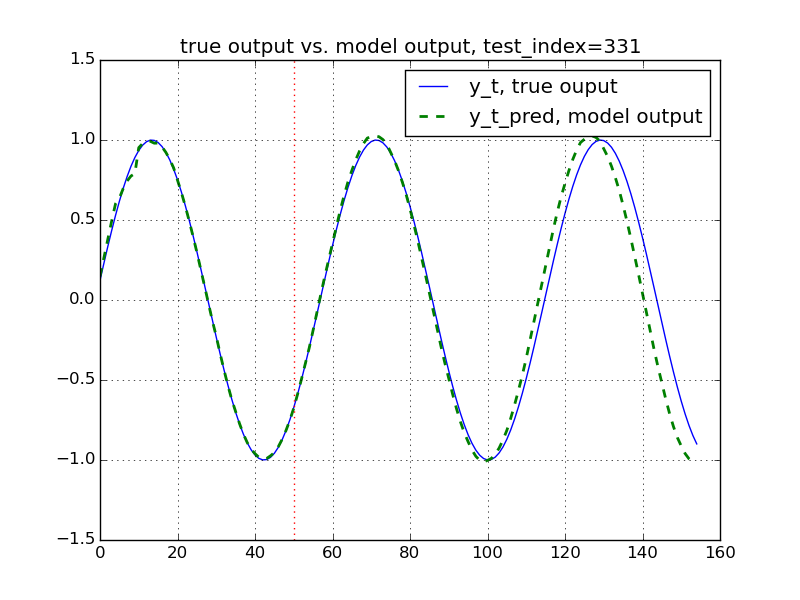 true output vs. model output, test_index=331
y_t, true ouput
y_t_pred, model output
1.5
1.0
0.5
0.0
−0.5
−1.0
−1.5
0 20 40 60 80 100 120 140 160